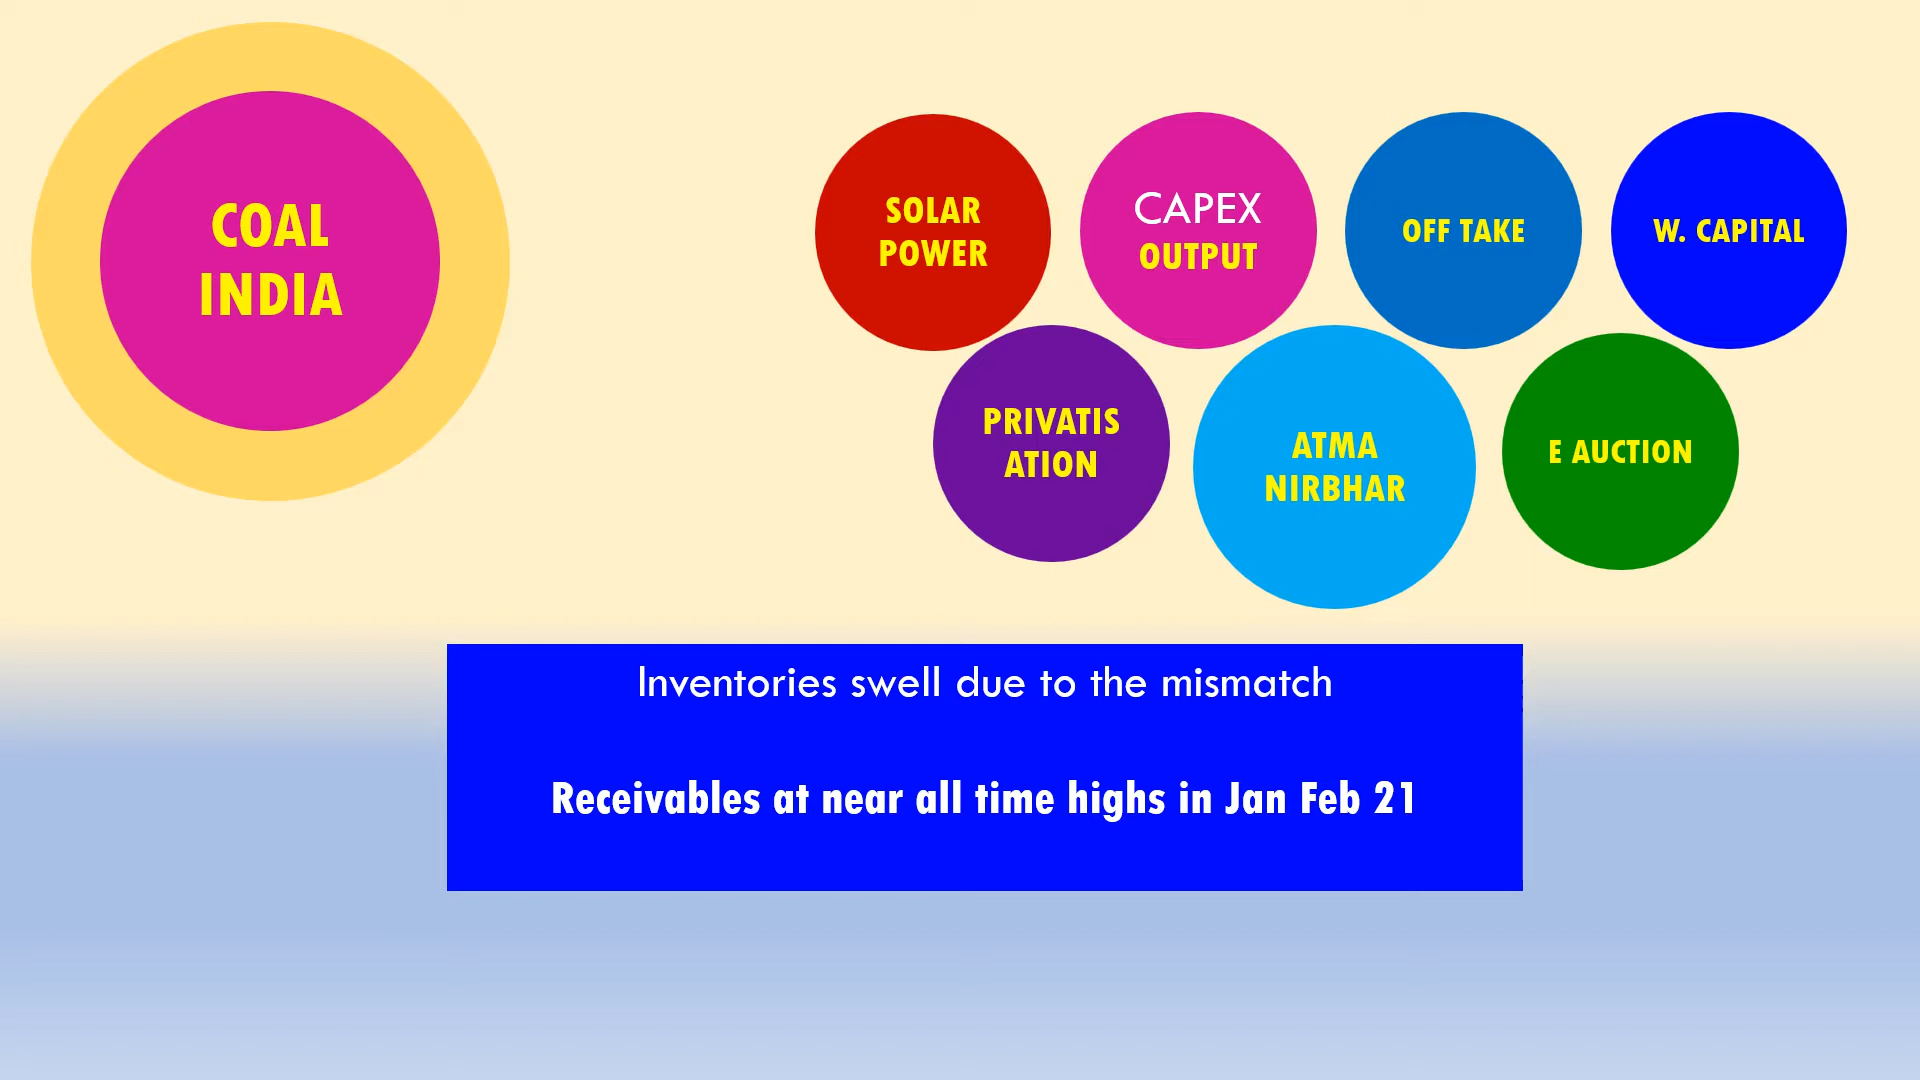 COAL
INDIA
SOLAR
POWER
CAPEX
OUTPUT
OFF TAKE
W. CAPITAL
PRIVATIS
ATION
ATMA
NIRBHAR
E AUCTION
Inventories swell due to the mismatch
Receivables at near all time highs in Jan Feb 21